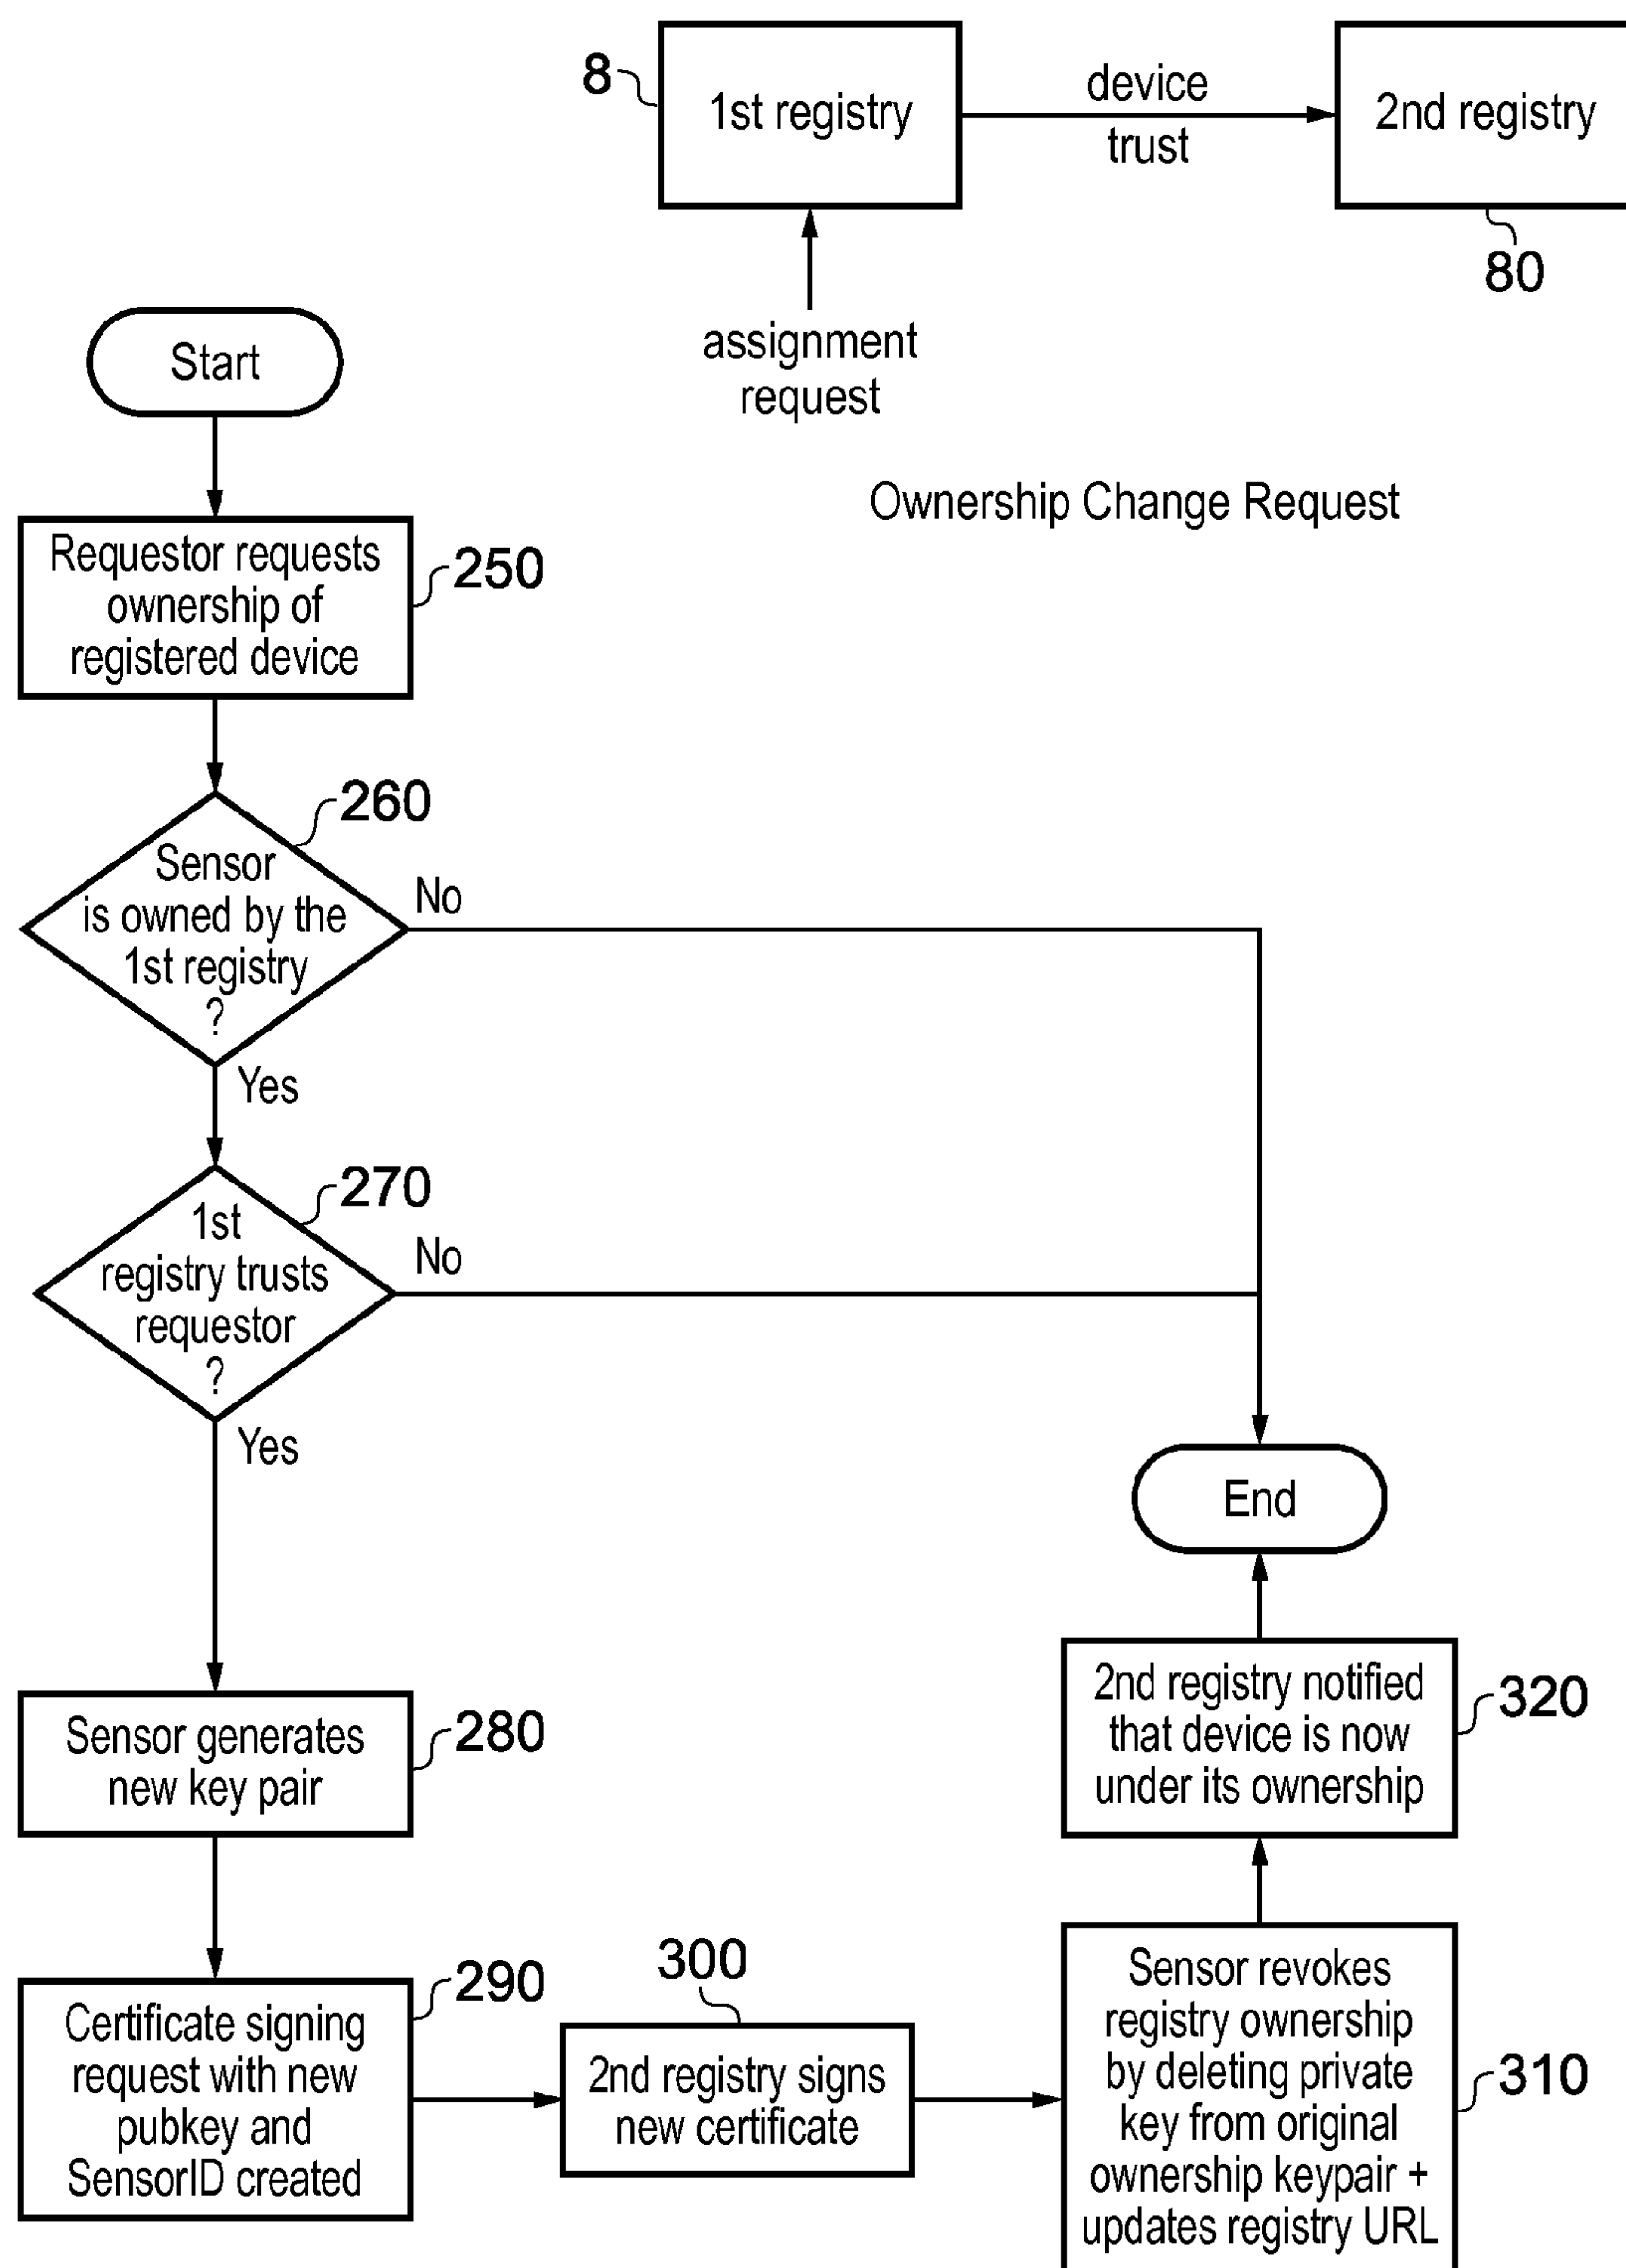 8
1st registry
device
trust
2nd registry
80
assignment
request
Ownership Change Request
Start
Requestor requests
ownership of
registered device
250
260
Sensor
is owned by the
1st registry
?
No
Yes
270
1st
registry trusts
requestor
?
No
Yes
Sensor generates
new key pair
280
Certificate signing
request with new
pubkey and
SensorID created
290
300
2nd registry signs
new certificate
Sensor revokes
registry ownership
by deleting private
key from original
ownership keypair +
updates registry URL
310
2nd registry notified
that device is now
under its ownership
320
End